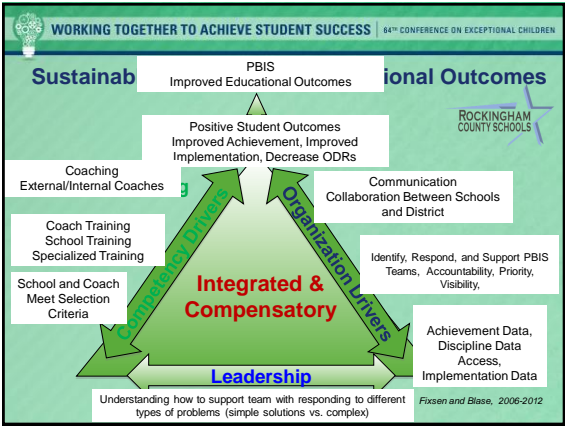 WORKING TOGETHER TO ACHIEVE STUDENT SUCCESS | 64TH CONFERENCE ON EXCEPTIONAL CHILDREN
PBIS
Improved Educational Outcomes
Sustainab ional Outcomes
ROCKINGHAM
COUNTY SCHOOLS
Positive Student Outcomes
Improved Achievement, Improved
Implementation, Decrease ODRs
Coaching
External/Internal Coaches
g
Communication
Collaboration Between Schools
and District
Coach Training
School Training
Specialized Training
Competency Drivers
Organization Drivers
Identify, Respond, and Support PBIS
Teams, Accountability, Priority,
Visibility,
School and Coach
Meet Selection
Criteria
Integrated &
Compensatory
Achievement Data,
Discipline Data
Access,
Implementation Data
Leadership
Understanding how to support team with responding to different
types of problems (simple solutions vs. complex)
Fixsen and Blase, 2006-2012